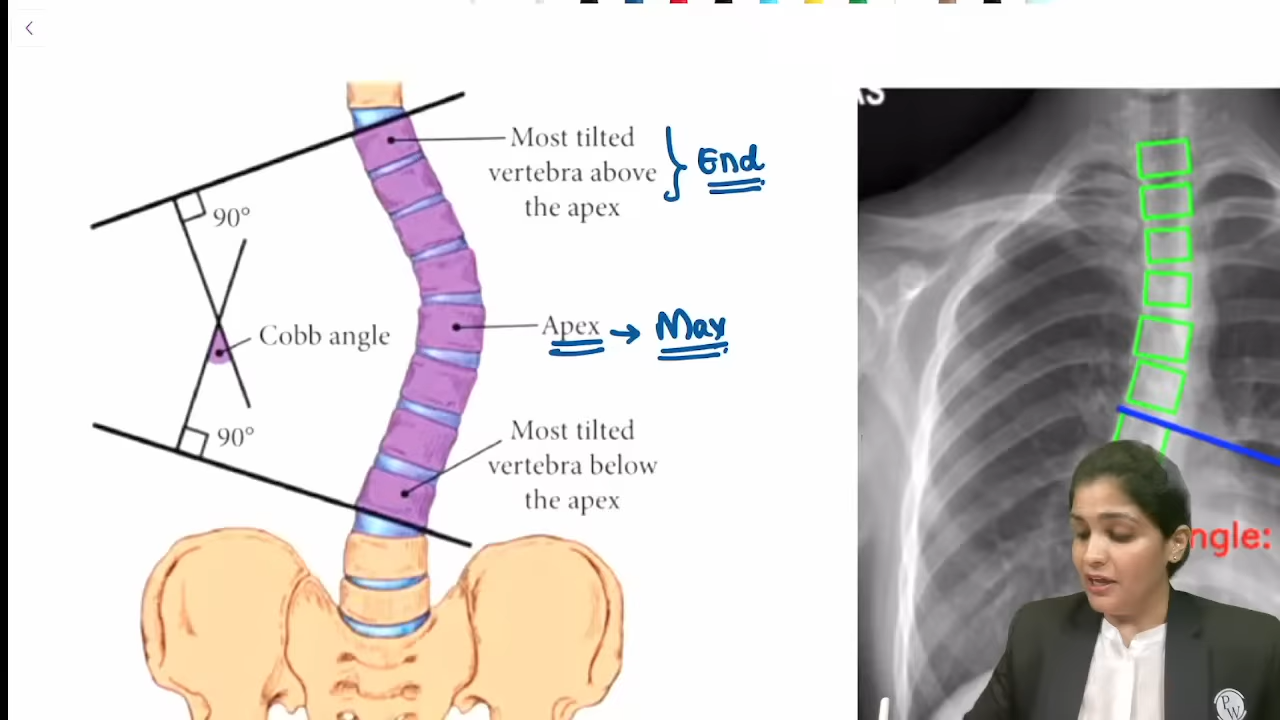 Most tilted
vertebra above
the apex
End
90°
Cobb angle
Apex → Max
90°
Most tilted
vertebra below
the apex
ngle:
PW